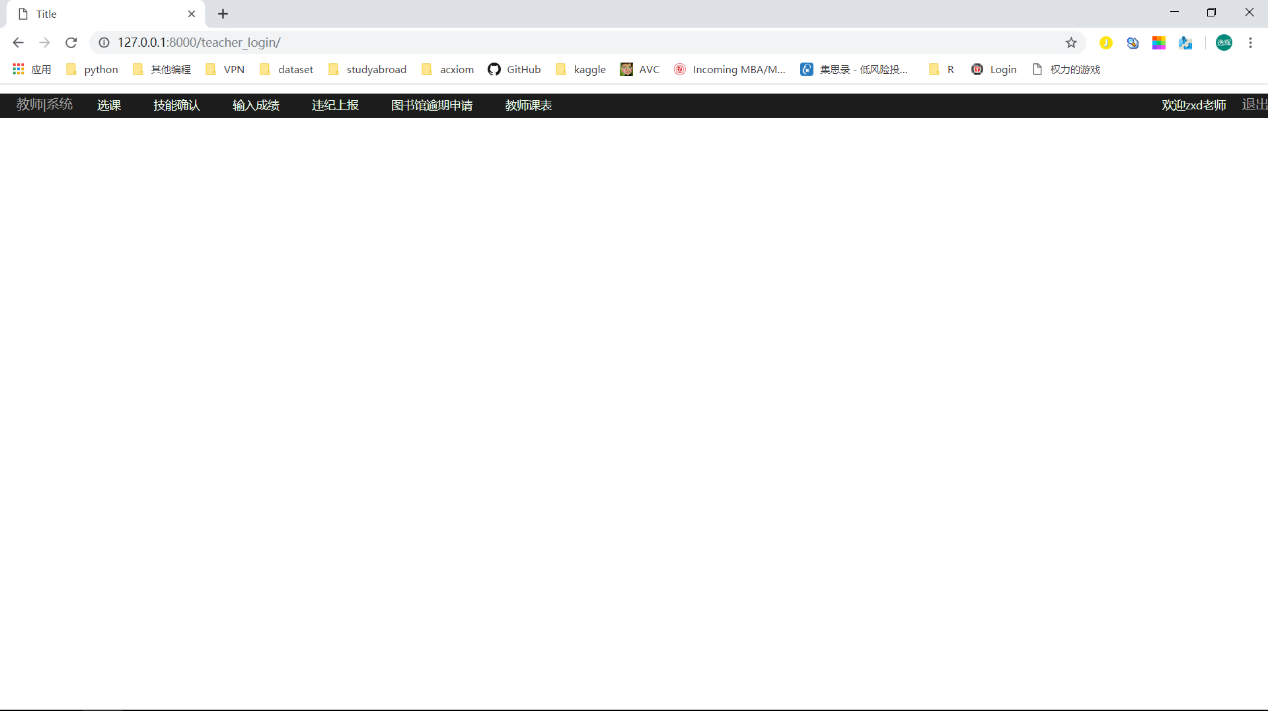 Title
127.0.0.1:8000/teacher_login/
应用 python 其他编程 VPN dataset studyabroad acxiom GitHub kaggle AVC Incoming MBA/M... 集思录 - 低风险投... R Login 权力的游戏
教师|系统 选课 技能确认 输入成绩 违纪上报 图书馆逾期申请 教师课表 欢迎zxd老师 退出